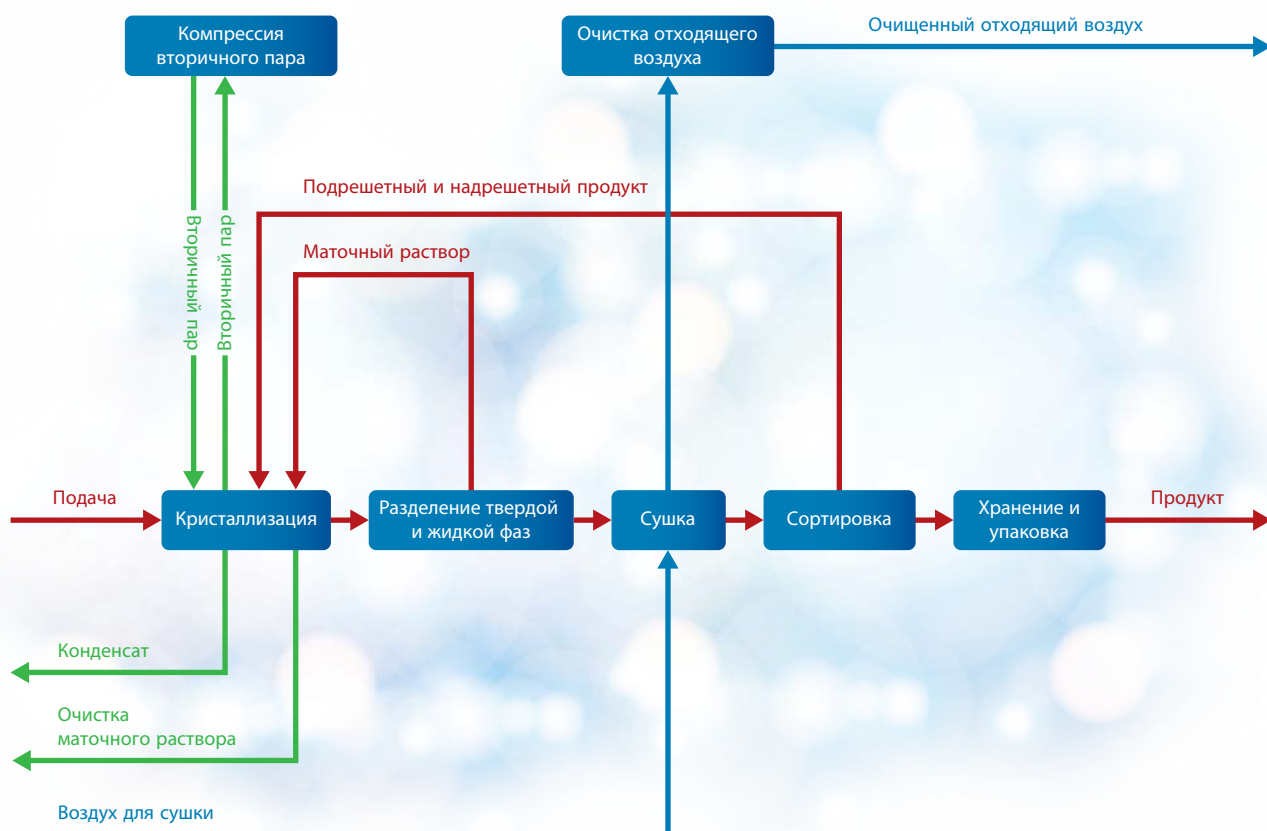 Компрессия
вторичного пара
Очистка отходящего
воздуха
Очищенный отходящий воздух
Подрешетный и надрешетный продукт
Вторичный пар
Вторичный пар
Маточный раствор
Подача
Кристаллизация
Разделение твердой
и жидкой фаз
Сушка
Сортировка
Хранение и
упаковка
Продукт
Конденсат
Очистка
маточного раствора
Воздух для сушки